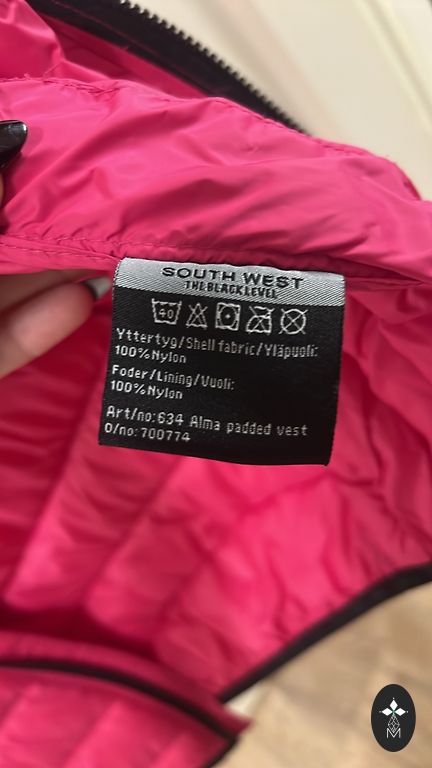 SOUTH WEST
THE BLACK LEVEL
40
Yttertyg/Shell fabric/Yläpuoli:
100%Nylon
Foder/Lining/Vuoli:
100%Nylon
Art/no:634 Alma padded vest
O/no:700774
M